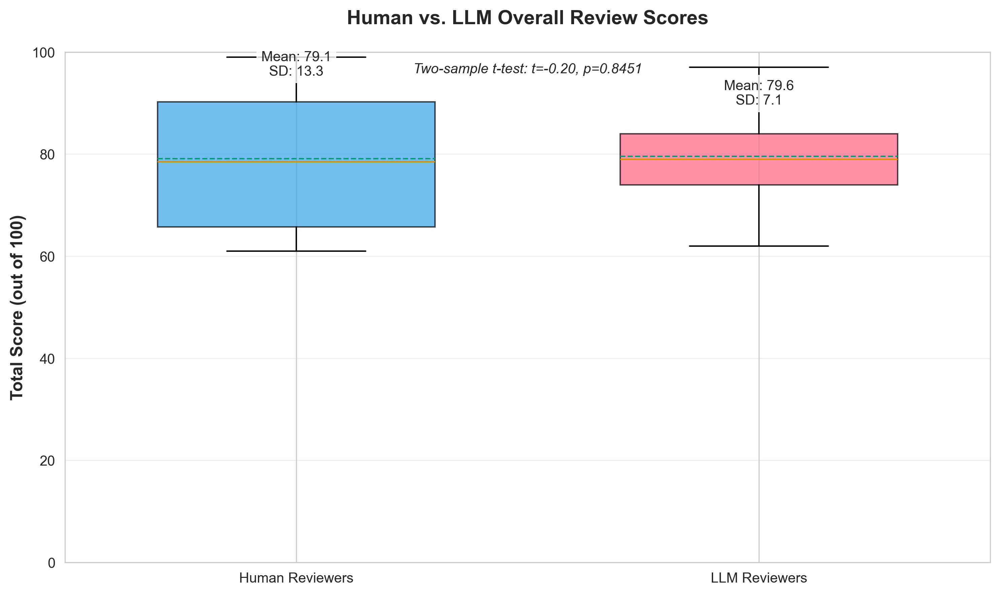 Human vs. LLM Overall Review Scores
Total Score (out of 100)
100
80
60
40
20
0
Mean: 79.1
SD: 13.3
Two-sample t-test: t=-0.20, p=0.8451
Mean: 79.6
SD: 7.1
Human Reviewers
LLM Reviewers